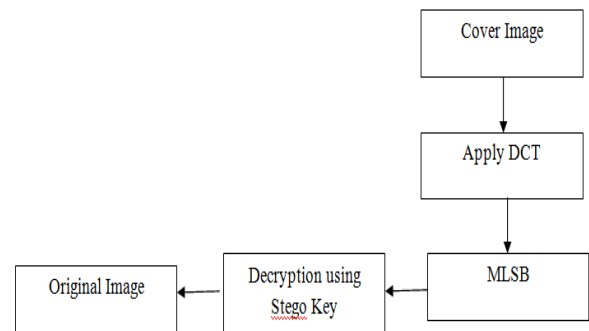 Cover Image
Apply DCT
MLSB
Decryption using
Stego Key
Original Image